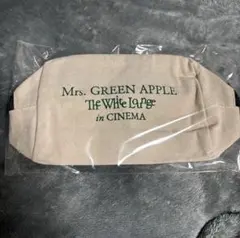 Mrs. GREEN APPLE
The White Lounge
in CINEMA